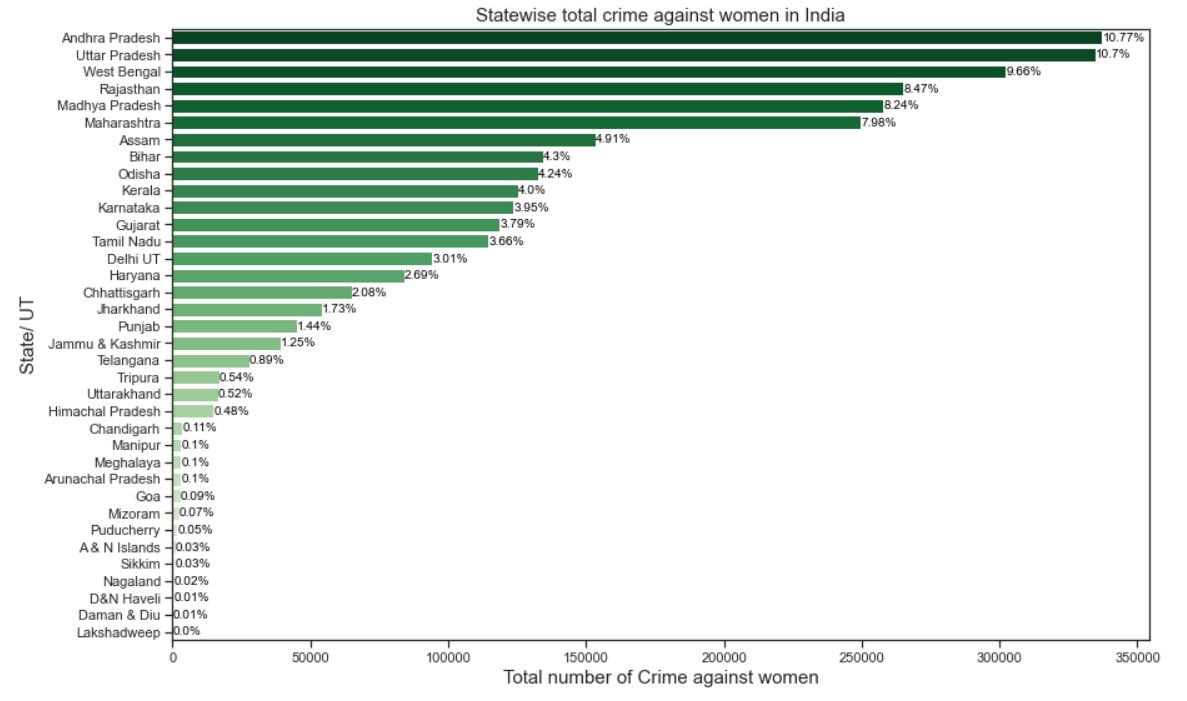 Statewise total crime against women in India
Andhra Pradesh 10.77%
Uttar Pradesh 10.7%
West Bengal 9.66%
Rajasthan 8.47%
Madhya Pradesh 8.24%
Maharashtra 7.98%
Assam 4.91%
Bihar 4.3%
Odisha 4.24%
Kerala 4.0%
Karnataka 3.95%
Gujarat 3.79%
Tamil Nadu 3.66%
Delhi UT 3.01%
Haryana 2.69%
Chhattisgarh 2.08%
Jharkhand 1.73%
Punjab 1.44%
Jammu & Kashmir 1.25%
Telangana 0.89%
Tripura 0.54%
Uttarakhand 0.52%
Himachal Pradesh 0.48%
Chandigarh 0.11%
Manipur 0.1%
Meghalaya 0.1%
Arunachal Pradesh 0.1%
Goa 0.09%
Mizoram 0.07%
Puducherry 0.05%
A & N Islands 0.03%
Sikkim 0.03%
Nagaland 0.02%
D&N Haveli 0.01%
Daman & Diu 0.01%
Lakshadweep 0.0%
State/ UT
0 50000 100000 150000 200000 250000 300000 350000
Total number of Crime against women